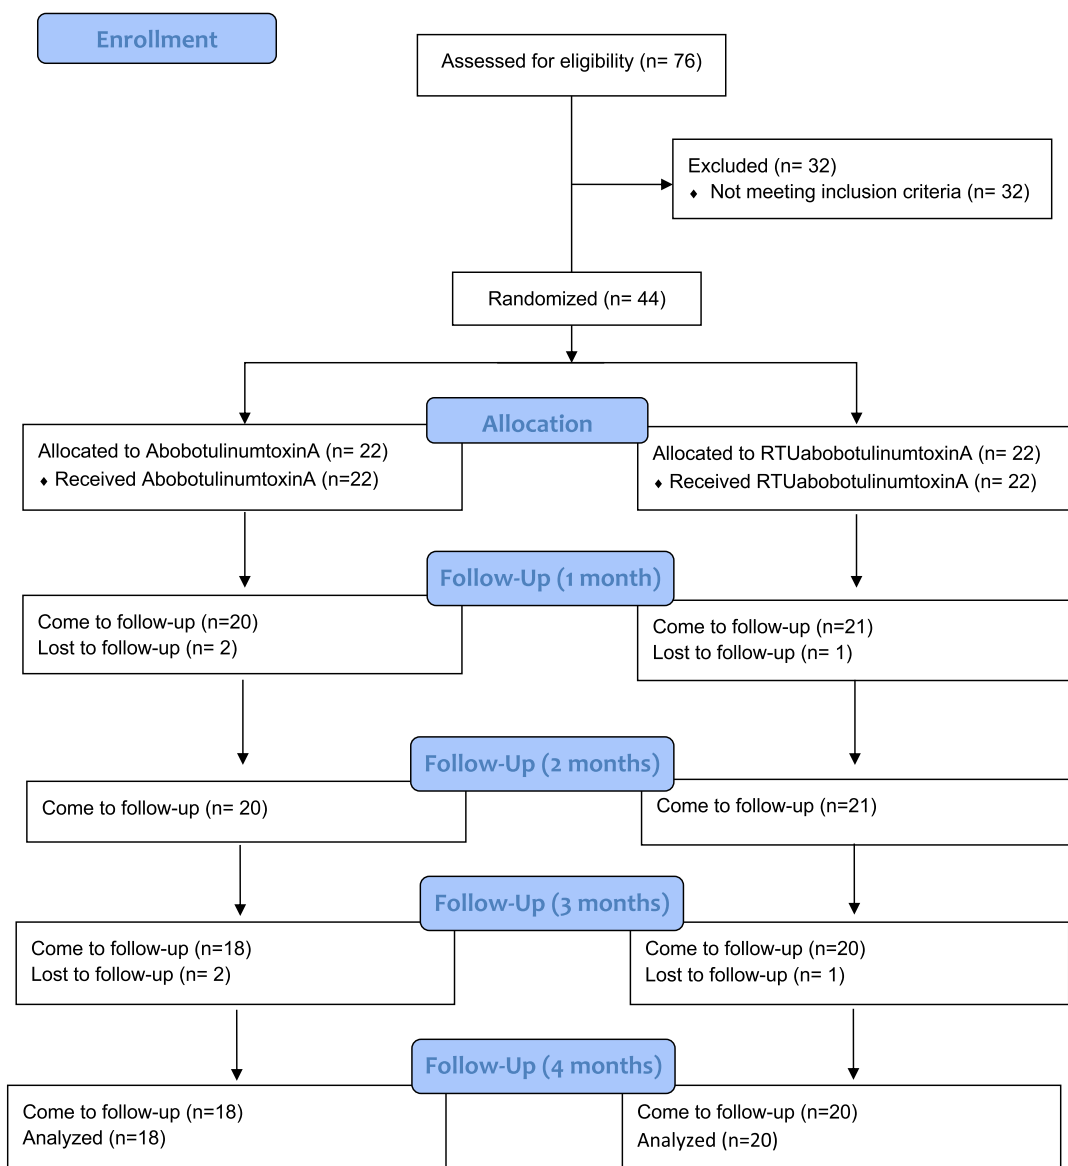 Enrollment
Assessed for eligibility (n= 76)
Excluded (n= 32)
♦ Not meeting inclusion criteria (n= 32)
Randomized (n= 44)
Allocation
Allocated to AbobotulinumtoxinA (n= 22)
♦ Received AbobotulinumtoxinA (n=22)
Allocated to RTUabobotulinumtoxinA (n= 22)
♦ Received RTUabobotulinumtoxinA (n= 22)
Follow-Up (1 month)
Come to follow-up (n=20)
Lost to follow-up (n= 2)
Come to follow-up (n=21)
Lost to follow-up (n= 1)
Follow-Up (2 months)
Come to follow-up (n= 20)
Come to follow-up (n=21)
Follow-Up (3 months)
Come to follow-up (n=18)
Lost to follow-up (n= 2)
Come to follow-up (n=20)
Lost to follow-up (n= 1)
Follow-Up (4 months)
Come to follow-up (n=18)
Analyzed (n=18)
Come to follow-up (n=20)
Analyzed (n=20)